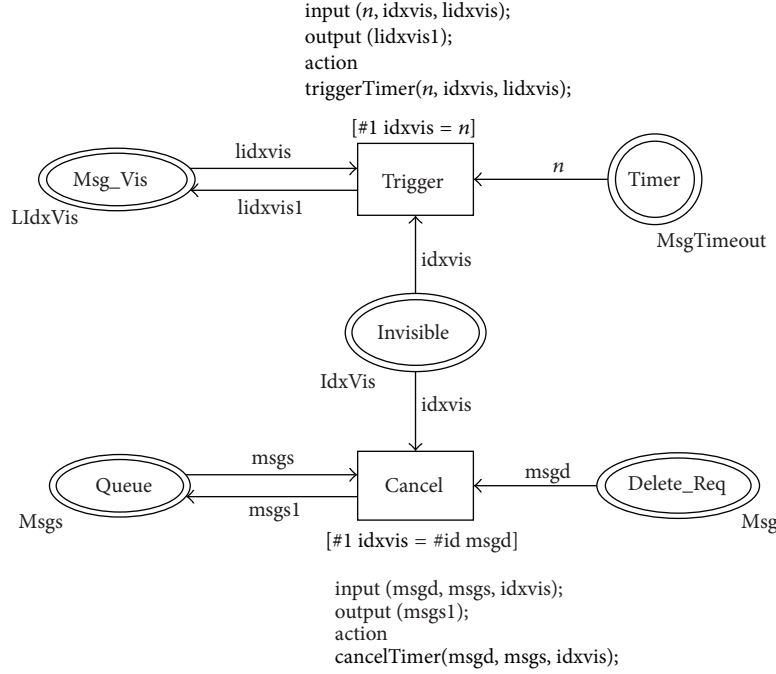 input (n, idxvis, lidxvis);
output (lidxvis1);
action
triggerTimer(n, idxvis, lidxvis);
[#1 idxvis = n]
lidxvis
n
Msg_Vis
Trigger
Timer
lidxvis1
LIdxVis
MsgTimeout
idxvis
Invisible
IdxVis
idxvis
msgs
msgd
Queue
Cancel
Delete_Req
msgs1
Msgs
Msg
[#1 idxvis = #id msgd]
input (msgd, msgs, idxvis);
output (msgs1);
action
cancelTimer(msgd, msgs, idxvis);